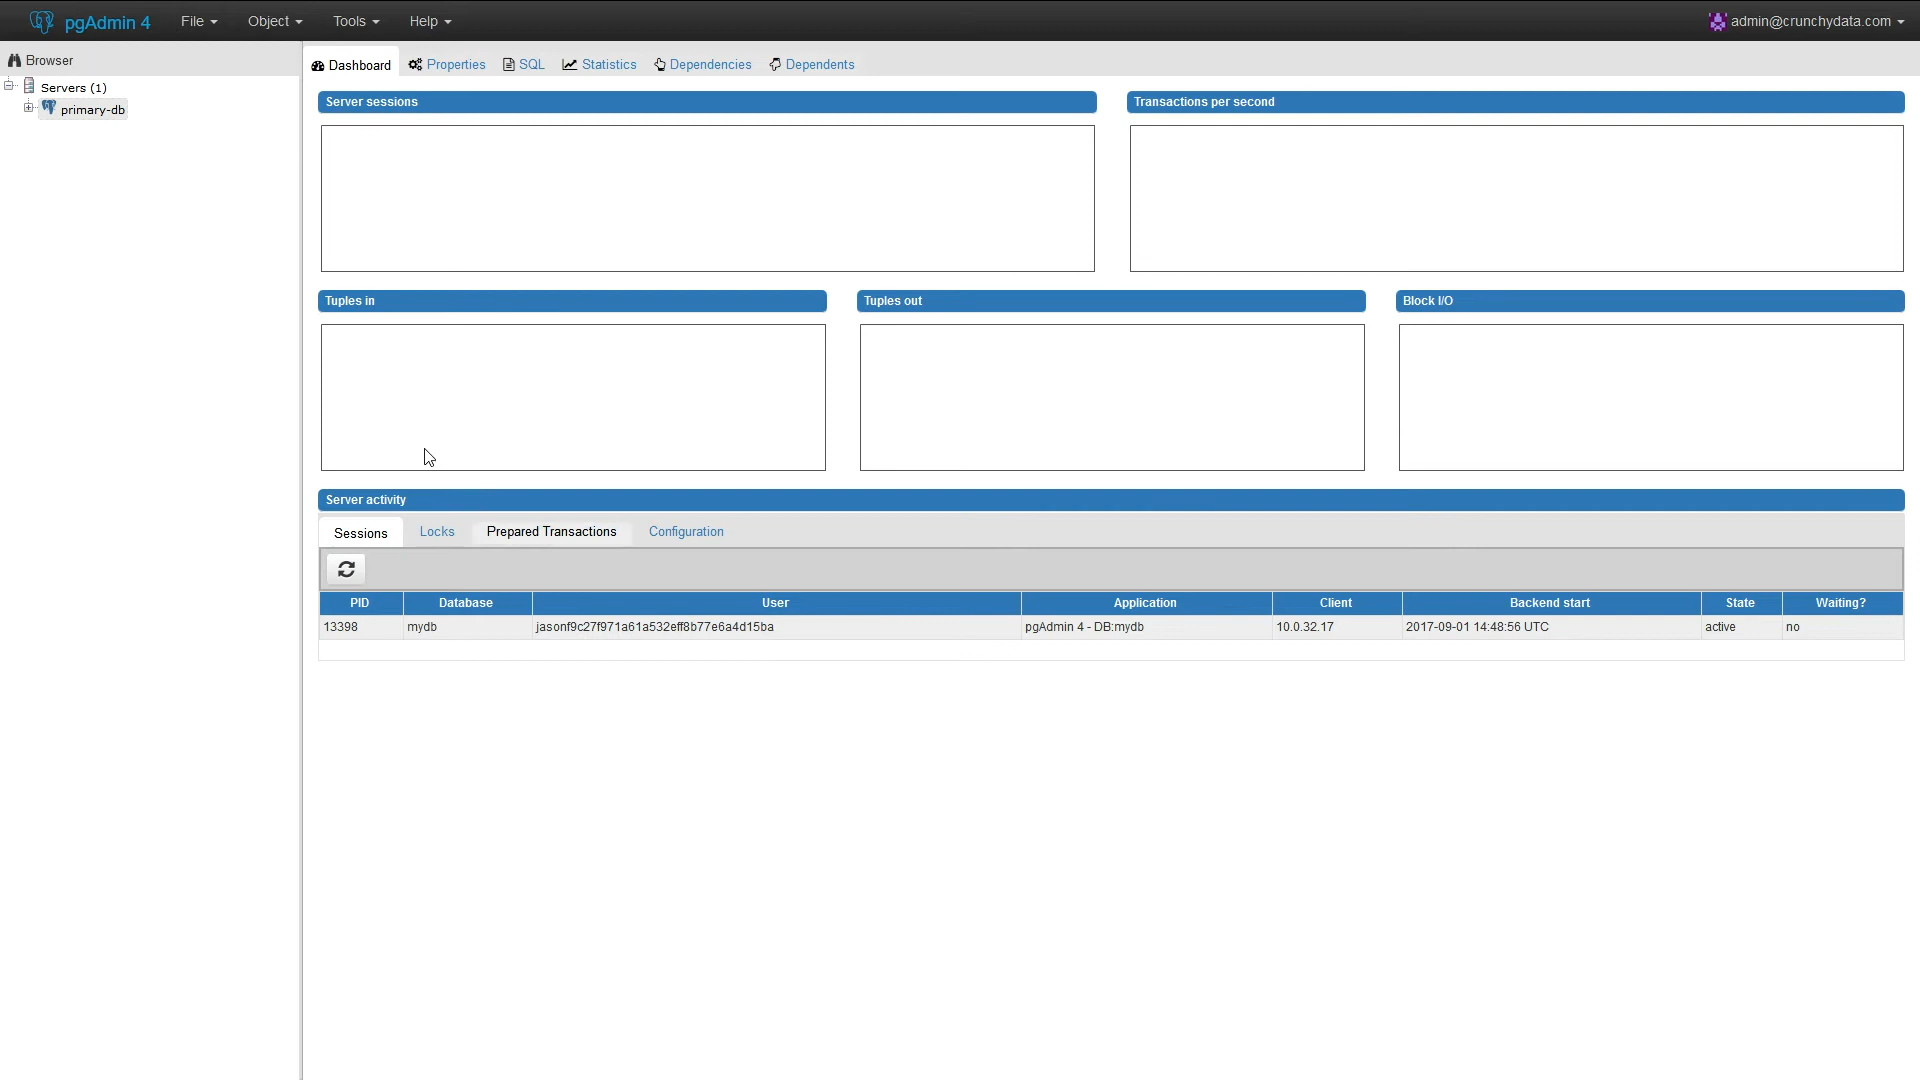 pgAdmin 4 File Object Tools Help admin@crunchydata.com
Browser
Servers (1)
primary-db
Dashboard Properties SQL Statistics Dependencies Dependents
Server sessions Transactions per second
Tuples in Tuples out Block I/O
Server activity
Sessions Locks Prepared Transactions Configuration
PID Database User Application Client Backend start State Waiting?
13398 mydb jasonf9c27f971a61a532eff8b77e6a4d15ba pgAdmin 4 - DB:mydb 10.0.32.17 2017-09-01 14:48:56 UTC active no